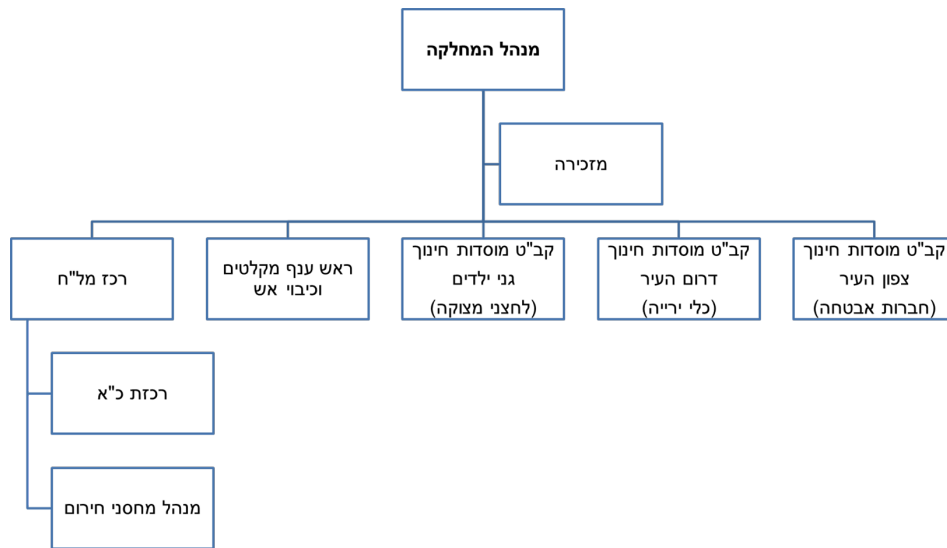 מנהל המחלקה
מזכירה
קב"ט מוסדות חינוך
צפון העיר
(חברות אבטחה)
קב"ט מוסדות חינוך
דרום העיר
(כלי ירייה)
קב"ט מוסדות חינוך
גני ילדים
(לחצני מצוקה)
ראש ענף מקלטים
וכיבוי אש
רכז מל"ח
רכזת כ"א
מנהל מחסני חירום